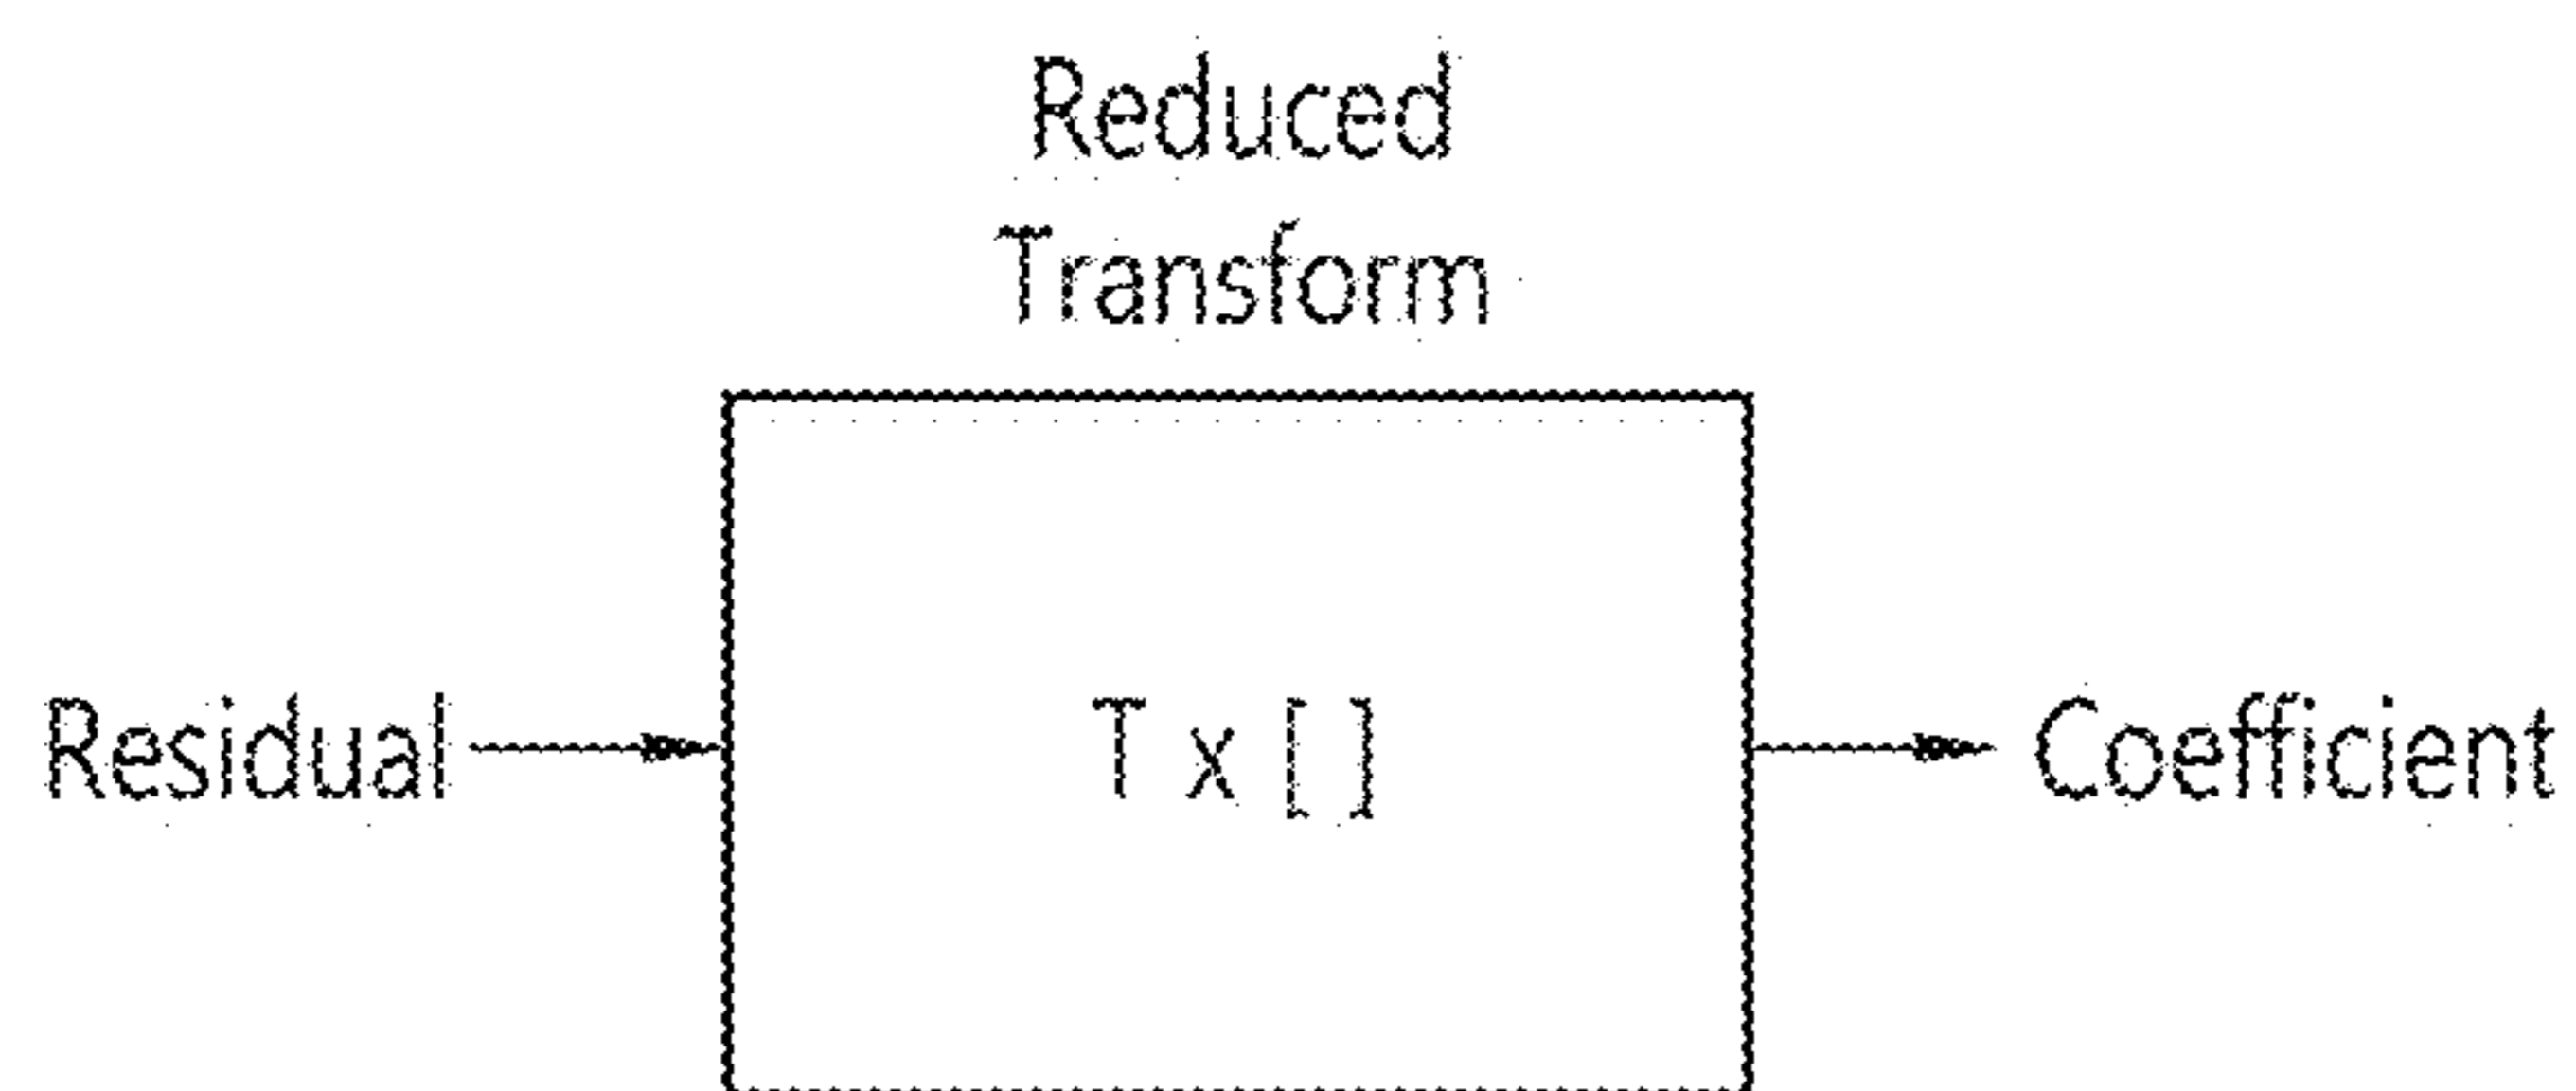 Reduced
Transform
Residual
T x [ ]
Coefficient